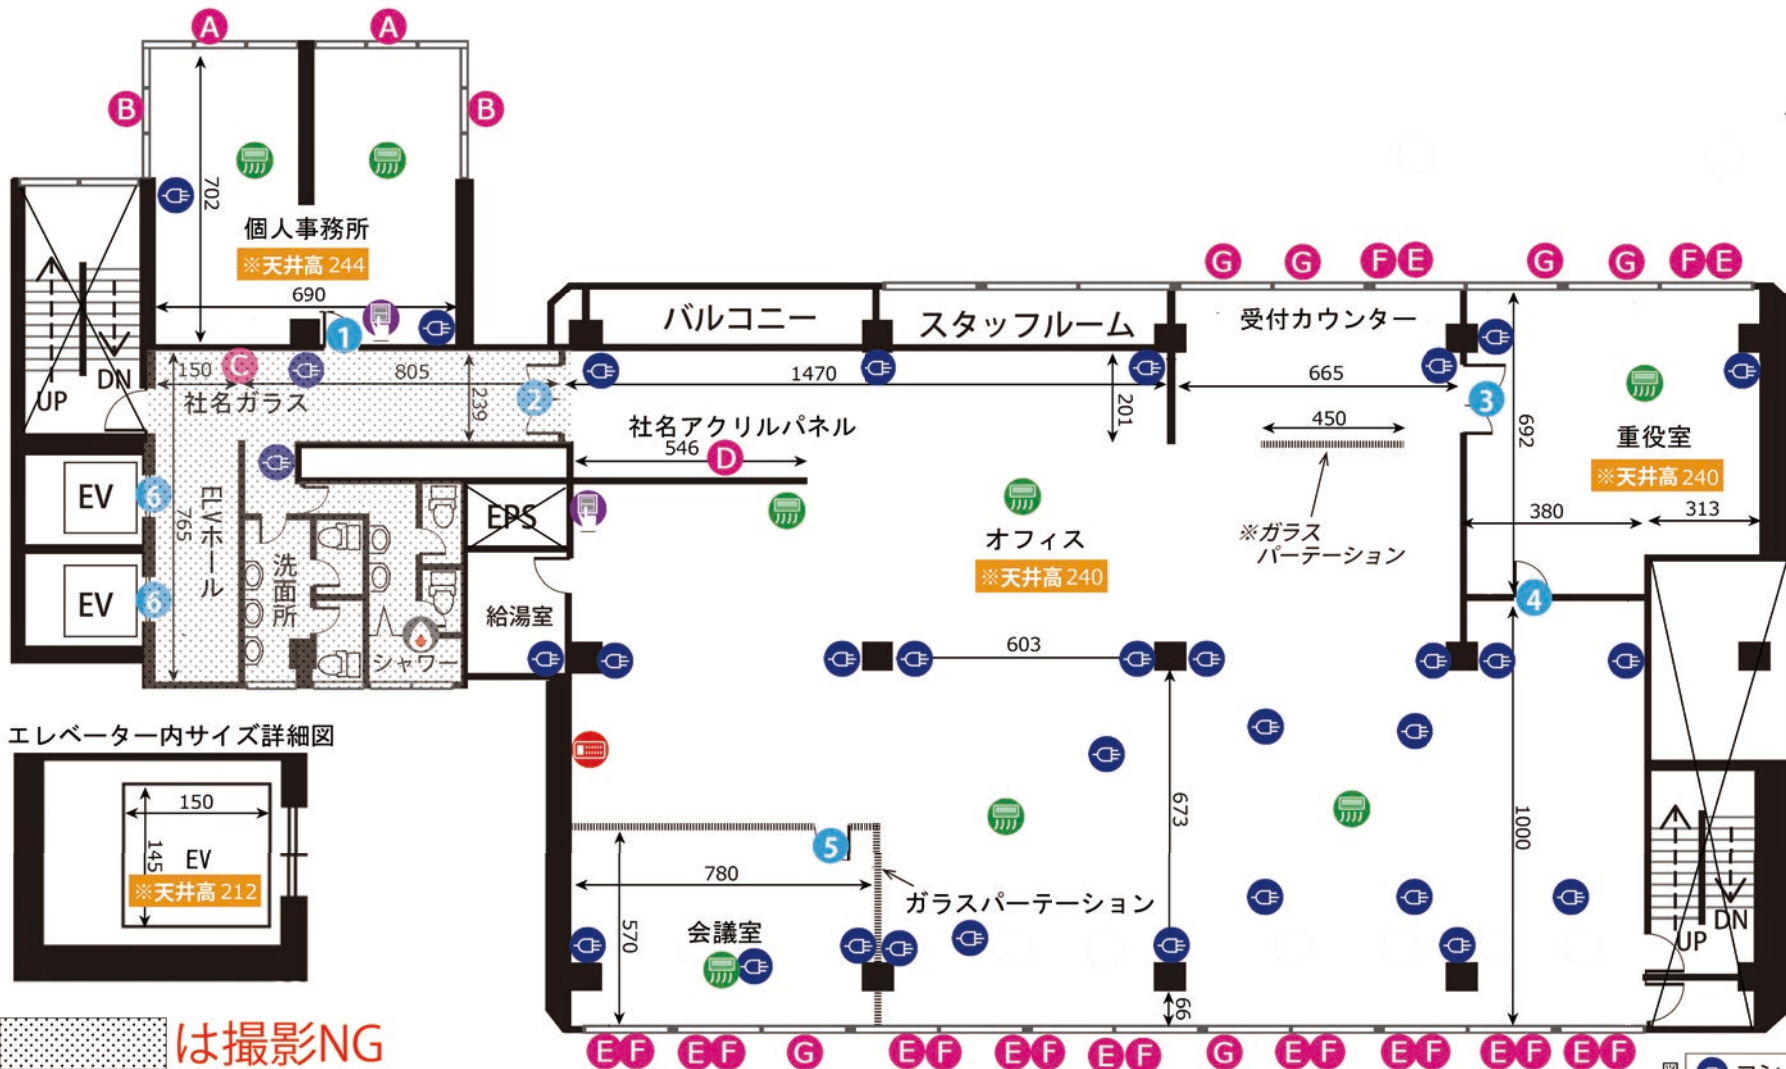 A
A
B
B
702
個人事務所
※天井高 244
690
1
UP
DN
150
C
805
239
2
社名ガラス
バルコニー
スタッフルーム
G
G
F
E
G
G
F
E
受付カウンター
1470
201
665
3
450
692
社名アクリルパネル
546
D
重役室
※天井高 240
380
313
※ガラス
パーテーション
オフィス
※天井高 240
EV
6
EV
6
ELVホール
765
洗面所
シャワー
EPS
給湯室
4
603
673
1000
エレベーター内サイズ詳細図
150
145
EV
※天井高 212
5
780
570
会議室
ガラスパーテーション
66
UP
DN
E F
E F
G
E F
E F
E F
G
E F
E F
E F
E F
は撮影NG